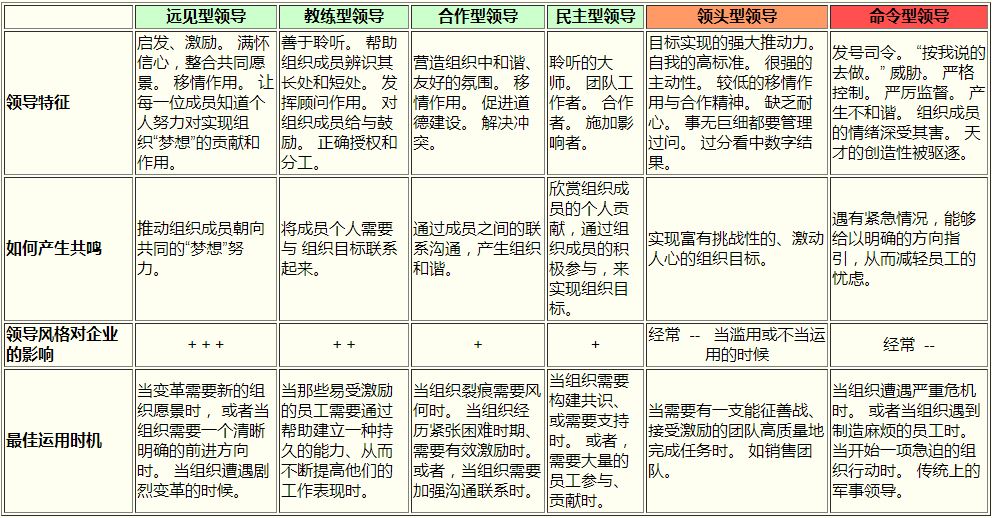 远见型领导
教练型领导
合作型领导
民主型领导
领头型领导
命令型领导
领导特征
启发、激励。 满怀
信心，整合共同愿
景。 移情作用。 让
每一位成员知道个
人努力对实现组
织“梦想”的贡献和
作用。
善于聆听。 帮助
组织成员辨识其
长处和短处。 发
挥顾问作用。 对
组织成员给与鼓
励。 正确授权和
分工。
营造组织中和谐、
友好的氛围。 移
情作用。 促进道
德建设。 解决冲
突。
聆听的大
师。 团队工
作者。 合作
者。 施加影
响者。
目标实现的强大推动力。
自我的高标准。 很强的
主动性。 较低的移情作
用与合作精神。 缺乏耐
心。 事无巨细都要管理
过问。 过分看中数字结
果。
发号司令。 “按我说的
去做。” 威胁。 严格
控制。 严厉监督。 产
生不和谐。 组织成员
的情绪深受其害。 天
才的创造性被驱逐。
如何产生共鸣
推动组织成员朝向
共同的“梦想”努
力。
将成员个人需要
与 组织目标联系
起来。
通过成员之间的联
系沟通，产生组织
和谐。
欣赏组织成
员的个人贡
献，通过组
织成员的积
极参与，来
实现组织目
标。
实现富有挑战性的、激动
人心的组织目标。
遇有紧急情况，能够
给以明确的方向指
引，从而减轻员工的
忧虑。
领导风格对企业
的影响
+ + +
+ +
+
+
经常 -- 当滥用或不当运
用的时候
经常 --
最佳运用时机
当变革需要新的组
织愿景时， 或者当
组织需要一个清晰
明确的前进方向
时。 当组织遭遇剧
烈变革的时候。
当那些易受激励
的员工需要通过
帮助建立一种持
久的能力、从而
不断提高他们的
工作表现时。
当组织裂痕需要风
何时。 当组织经
历紧张困难时期、
需要有效激励时。
或者，当组织需要
加强沟通联系时。
当组织需要
构建共识、
或需要支持
时。 或者，
需要大量的
员工参与、
贡献时。
当需要有一支能征善战、
接受激励的团队高质量地
完成任务时。 如销售团
队。
当组织遭遇严重危机
时。 或者当组织遇到
制造麻烦的员工时。
当开始一项急迫的组
织行动时。 传统上的
军事领导。